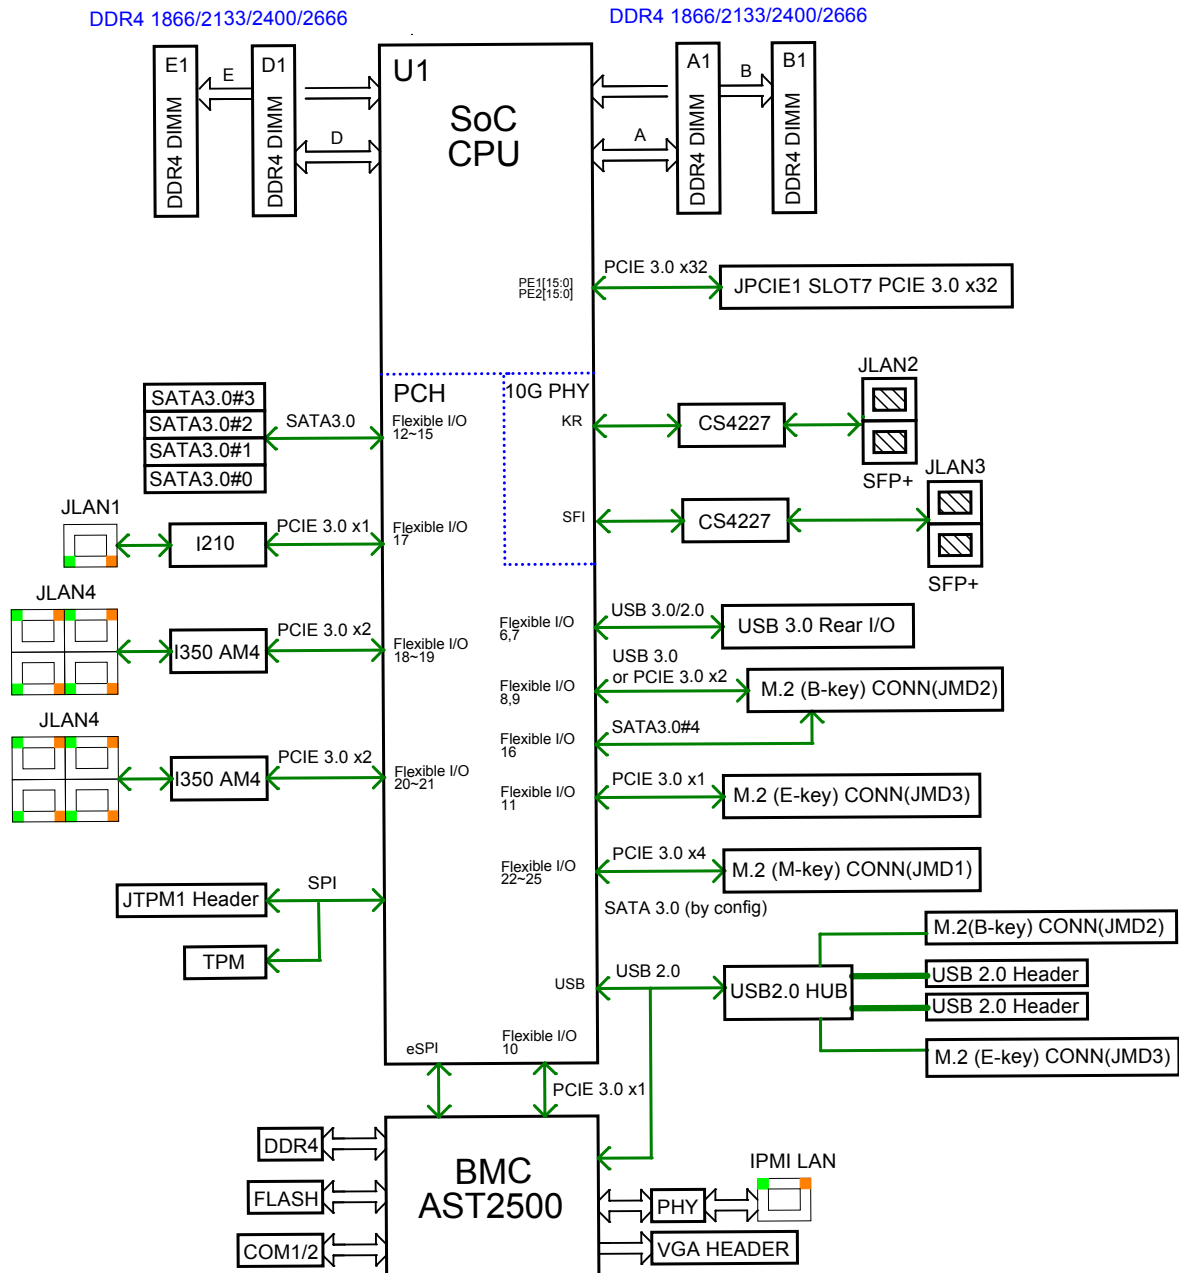 DDR4 1866/2133/2400/2666
DDR4 1866/2133/2400/2666
E1
DDR4 DIMM
E
D1
DDR4 DIMM
D
U1
SoC
CPU
A1
DDR4 DIMM
A
B
B1
DDR4 DIMM
PE1[15:0]
PE2[15:0]
PCIE 3.0 x32
JPCIE1 SLOT7 PCIE 3.0 x32
SATA3.0#3
SATA3.0#2
SATA3.0#1
SATA3.0#0
SATA3.0
PCH
Flexible I/O
12~15
10G PHY
KR
CS4227
JLAN2
SFP+
SFI
CS4227
JLAN3
SFP+
JLAN1
I210
PCIE 3.0 x1
Flexible I/O
17
JLAN4
I350 AM4
PCIE 3.0 x2
Flexible I/O
18~19
JLAN4
I350 AM4
PCIE 3.0 x2
Flexible I/O
20~21
Flexible I/O
6,7
USB 3.0/2.0
USB 3.0 Rear I/O
Flexible I/O
8,9
USB 3.0
or PCIE 3.0 x2
M.2 (B-key) CONN(JMD2)
Flexible I/O
16
SATA3.0#4
Flexible I/O
11
PCIE 3.0 x1
M.2 (E-key) CONN(JMD3)
Flexible I/O
22~25
PCIE 3.0 x4
M.2 (M-key) CONN(JMD1)
SATA 3.0 (by config)
JTPM1 Header
SPI
TPM
USB
USB 2.0
USB2.0 HUB
M.2(B-key) CONN(JMD2)
USB 2.0 Header
USB 2.0 Header
M.2 (E-key) CONN(JMD3)
eSPI
Flexible I/O
10
PCIE 3.0 x1
DDR4
FLASH
COM1/2
BMC
AST2500
PHY
IPMI LAN
VGA HEADER